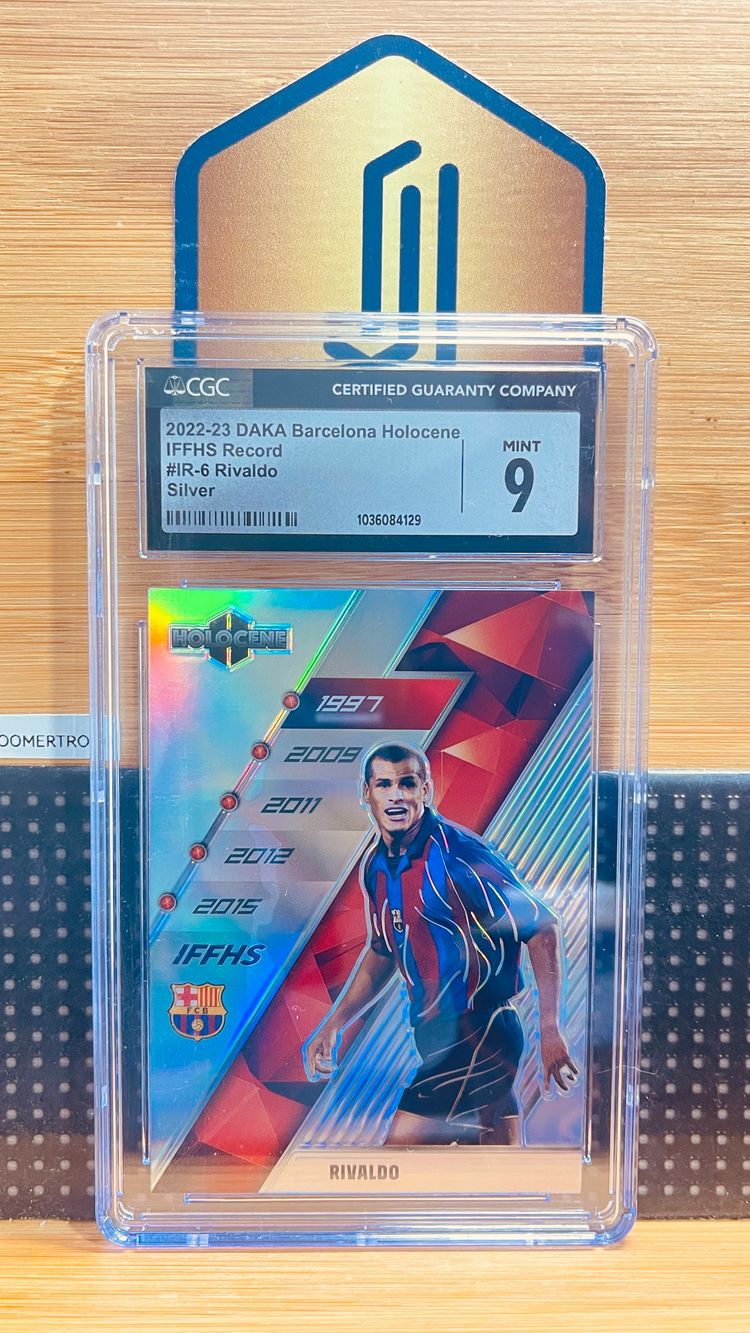 CGC
CERTIFIED GUARANTY COMPANY
2022-23 DAKA Barcelona Holocene
IFFHS Record
#IR-6 Rivaldo
Silver
MINT
9
1036084129
HOLOCENE
1997
2009
2011
2012
2015
IFFHS
FCB
OOMERTRO
RIVALDO